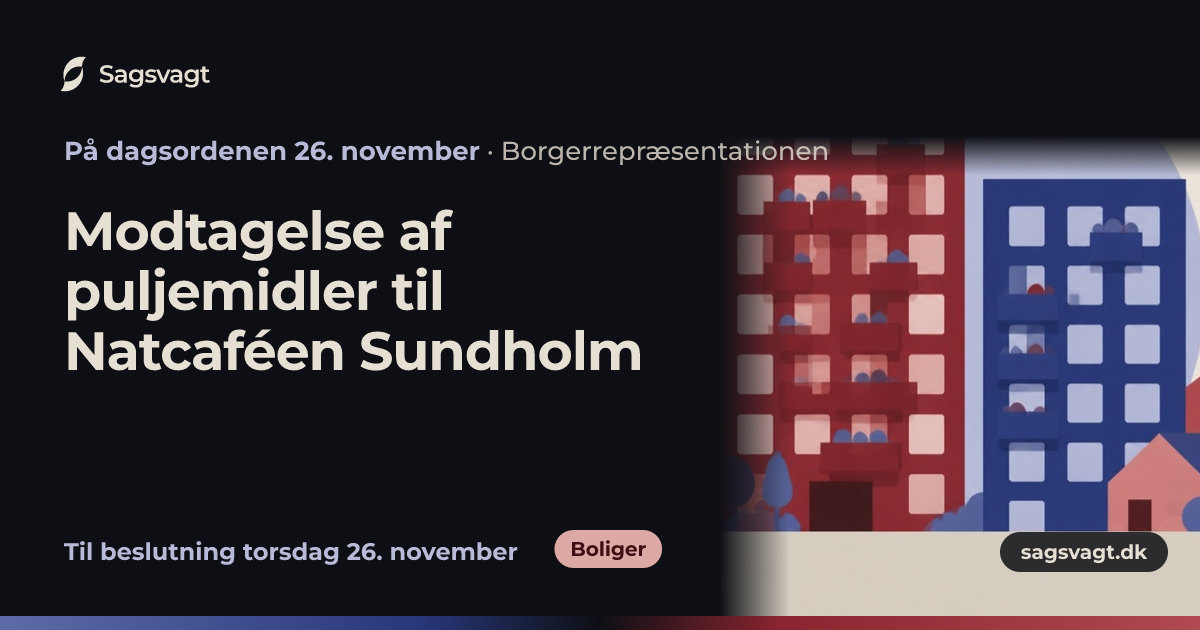 Sagsvagt
På dagsordenen 26. november · Borgerrepræsentationen
Modtagelse af
puljemidler til
Natcaféen Sundholm
Til beslutning torsdag 26. november
Boliger
sagsvagt.dk